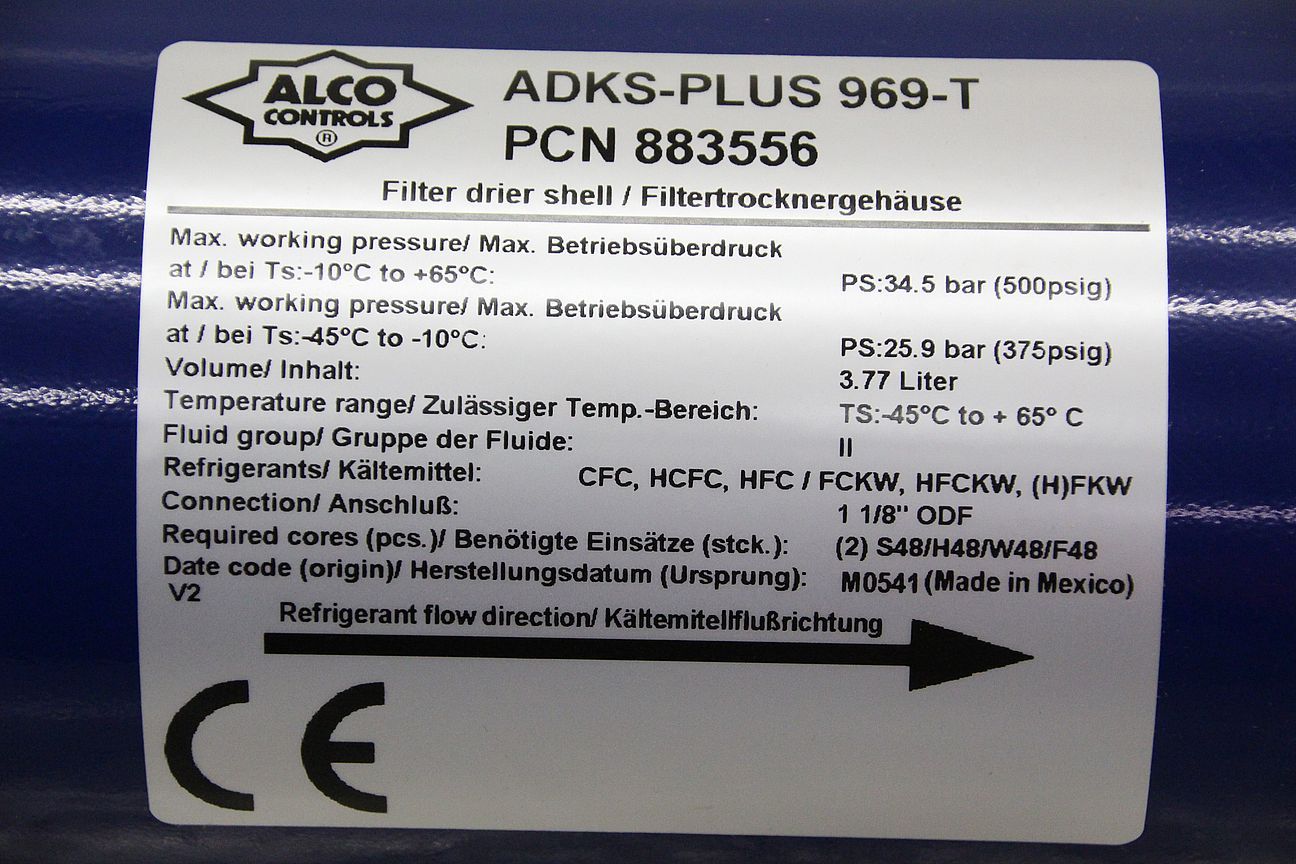 ALCO
CONTROLS
®
ADKS-PLUS 969-T
PCN 883556
Filter drier shell / Filtertrocknergehäuse
Max. working pressure/ Max. Betriebsüberdruck
at / bei Ts:-10°C to +65°C: PS:34.5 bar (500psig)
Max. working pressure/ Max. Betriebsüberdruck
at / bei Ts:-45°C to -10°C: PS:25.9 bar (375psig)
Volume/ Inhalt: 3.77 Liter
Temperature range/ Zulässiger Temp.-Bereich: TS:-45°C to + 65° C
Fluid group/ Gruppe der Fluide: II
Refrigerants/ Kältemittel: CFC, HCFC, HFC / FCKW, HFCKW, (H)FKW
Connection/ Anschluß: 1 1/8" ODF
Required cores (pcs.)/ Benötigte Einsätze (stck.): (2) S48/H48/W48/F48
Date code (origin)/ Herstellungsdatum (Ursprung): M0541 (Made in Mexico)
V2
Refrigerant flow direction/ Kältemitellflußrichtung
CE